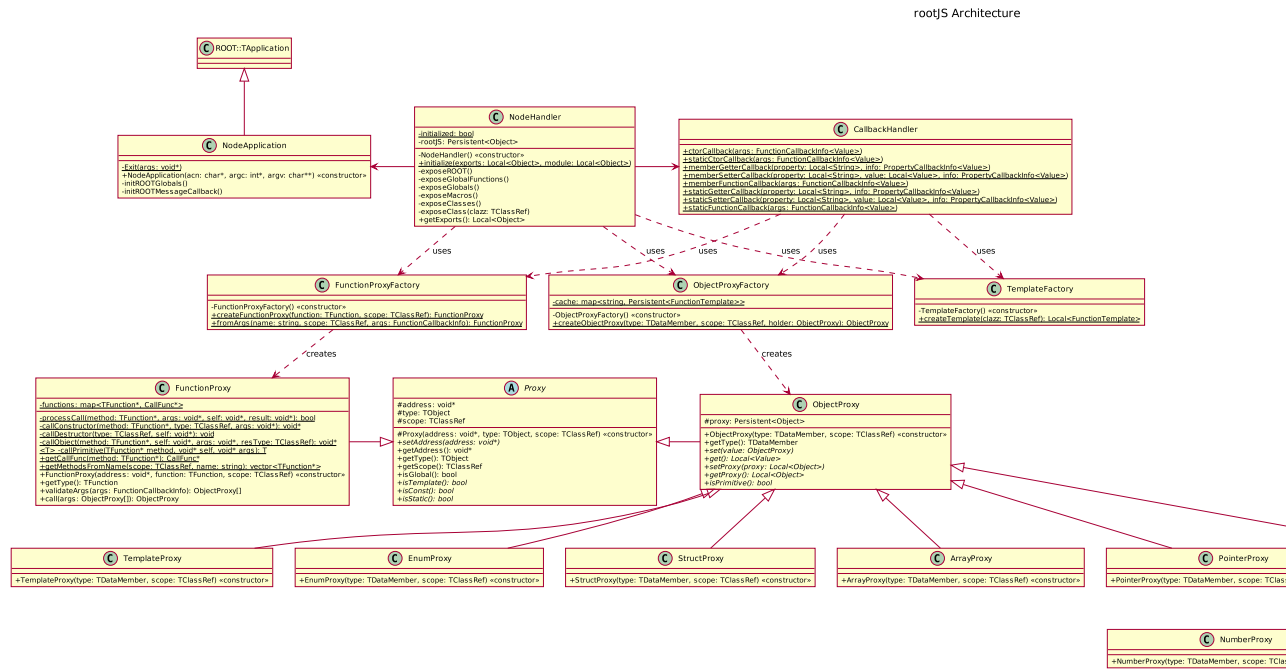 rootJS Architecture
C ROOT::TApplication
C NodeApplication
-Exit(args: void*)
+NodeApplication(acn: char*, argc: int*, argv: char**) «constructor»
-initROOTGlobals()
-initROOTMessageCallback()
C NodeHandler
-initialized: bool
-rootJS: Persistent<Object>
-NodeHandler() «constructor»
+initialize(exports: Local<Object>, module: Local<Object>)
-exposeROOT()
-exposeGlobalFunctions()
-exposeGlobals()
-exposeMacros()
-exposeClasses()
-exposeClass(clazz: TClassRef)
+getExports(): Local<Object>
C CallbackHandler
+ctorCallback(args: FunctionCallbackInfo<Value>)
+staticCtorCallback(args: FunctionCallbackInfo<Value>)
+memberGetterCallback(property: Local<String>, info: PropertyCallbackInfo<Value>)
+memberSetterCallback(property: Local<String>, value: Local<Value>, info: PropertyCallbackInfo<Value>)
+memberFunctionCallback(args: FunctionCallbackInfo<Value>)
+staticGetterCallback(property: Local<String>, info: PropertyCallbackInfo<Value>)
+staticSetterCallback(property: Local<String>, value: Local<Value>, info: PropertyCallbackInfo<Value>)
+staticFunctionCallback(args: FunctionCallbackInfo<Value>)
uses uses uses uses uses
C FunctionProxyFactory
-FunctionProxyFactory() «constructor»
+createFunctionProxy(function: TFunction, scope: TClassRef): FunctionProxy
+fromArgs(name: string, scope: TClassRef, args: FunctionCallbackInfo): FunctionProxy
C ObjectProxyFactory
-cache: map<string, Persistent<FunctionTemplate>>
-ObjectProxyFactory() «constructor»
+createObjectProxy(type: TDataMember, scope: TClassRef, holder: ObjectProxy): ObjectProxy
C TemplateFactory
-TemplateFactory() «constructor»
+createTemplate(clazz: TClassRef): Local<FunctionTemplate>
creates creates
C FunctionProxy
-functions: map<TFunction*, CallFunc*>
-processCall(method: TFunction*, args: void*, self: void*, result: void*): bool
-callConstructor(method: TFunction*, type: TClassRef, args: void*): void*
-callDestructor(type: TClassRef, self: void*): void
-callObject(method: TFunction*, self: void*, args: void*, resType: TClassRef): void*
<T> -callPrimitive(TFunction* method, void* self, void* args): T
+getCallFunc(method: TFunction*): CallFunc*
+getMethodsFromName(scope: TClassRef, name: string): vector<TFunction*>
+FunctionProxy(address: void*, function: TFunction, scope: TClassRef) «constructor»
+getType(): TFunction
+validateArgs(args: FunctionCallbackInfo): ObjectProxy[]
+call(args: ObjectProxy[]): ObjectProxy
A Proxy
#address: void*
#type: TObject
#scope: TClassRef
#Proxy(address: void*, type: TObject, scope: TClassRef) «constructor»
+setAddress(address: void*)
+getAddress(): void*
+getType(): TObject
+getScope(): TClassRef
+isGlobal(): bool
+isTemplate(): bool
+isConst(): bool
+isStatic(): bool
C ObjectProxy
#proxy: Persistent<Object>
+ObjectProxy(type: TDataMember, scope: TClassRef) «constructor»
+getType(): TDataMember
+set(value: ObjectProxy)
+get(): Local<Value>
+setProxy(proxy: Local<Object>)
+getProxy(): Local<Object>
+isPrimitive(): bool
C TemplateProxy
+TemplateProxy(type: TDataMember, scope: TClassRef) «constructor»
C EnumProxy
+EnumProxy(type: TDataMember, scope: TClassRef) «constructor»
C StructProxy
+StructProxy(type: TDataMember, scope: TClassRef) «constructor»
C ArrayProxy
+ArrayProxy(type: TDataMember, scope: TClassRef) «constructor»
C PointerProxy
+PointerProxy(type: TDataMember, scope: TClas
C NumberProxy
+NumberProxy(type: TDataMember, scope: TClas